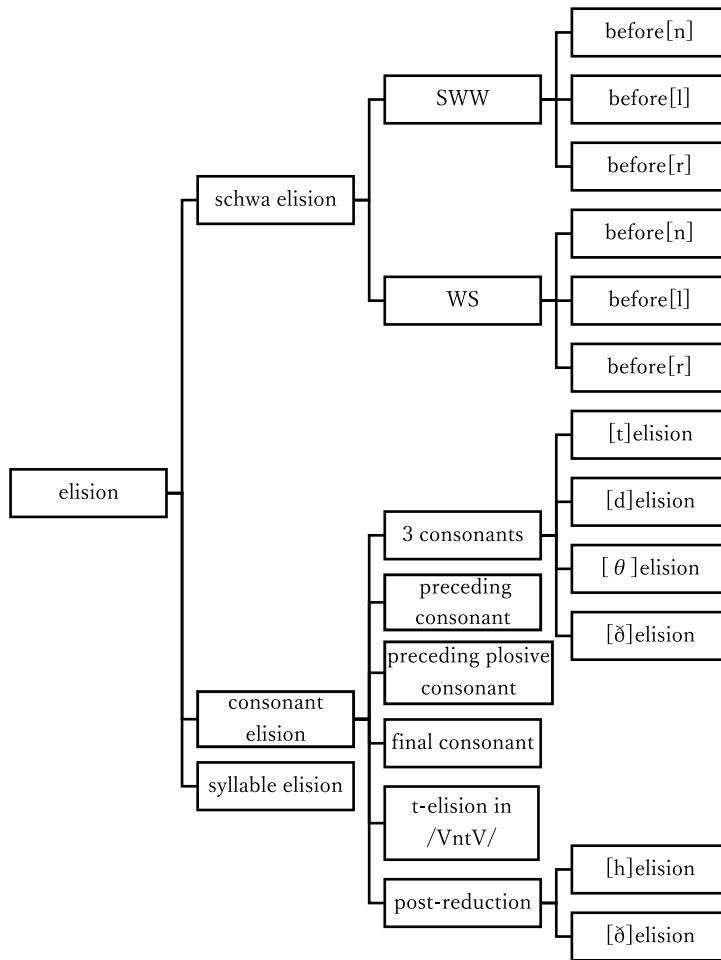 before[n]
SWW
before[l]
before[r]
schwa elision
before[n]
WS
before[l]
before[r]
[t]elision
elision
[d]elision
3 consonants
[θ]elision
preceding
consonant
[ð]elision
preceding plosive
consonant
consonant
elision
final consonant
syllable elision
t-elision in
/VntV/
[h]elision
post-reduction
[ð]elision